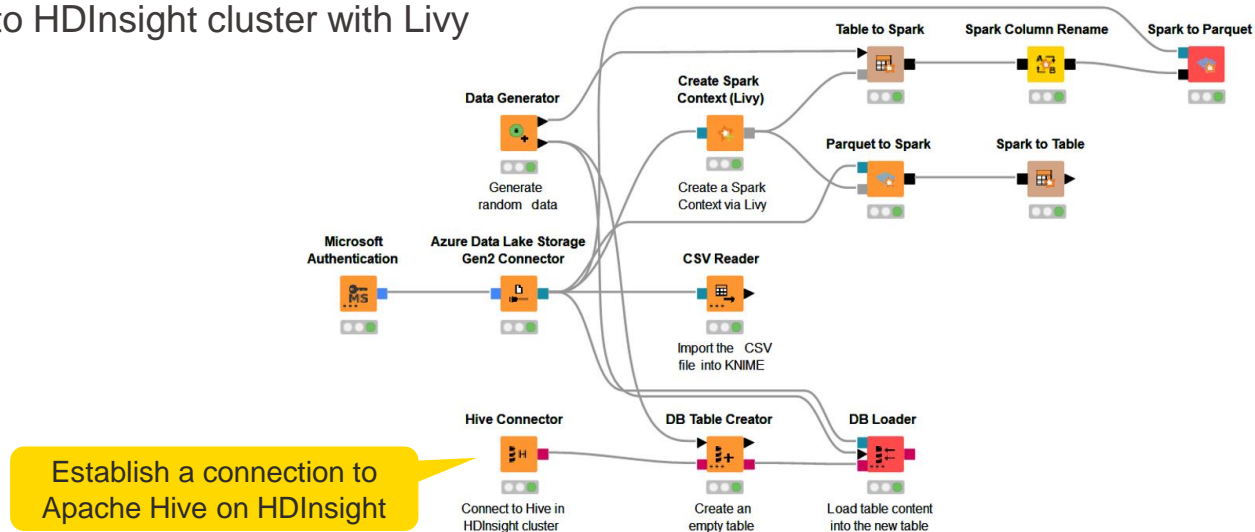 to HDInsight cluster with Livy
Table to Spark
Spark Column Rename
Spark to Parquet
Data Generator
Create Spark
Context (Livy)
Generate
random data
Create a Spark
Context via Livy
Parquet to Spark
Spark to Table
Microsoft
Authentication
MS
Azure Data Lake Storage
Gen2 Connector
CSV Reader
Import the CSV
file into KNIME
Hive Connector
H
Connect to Hive in
HDInsight cluster
DB Table Creator
Create an
empty table
DB Loader
Load table content
into the new table
Establish a connection to
Apache Hive on HDInsight